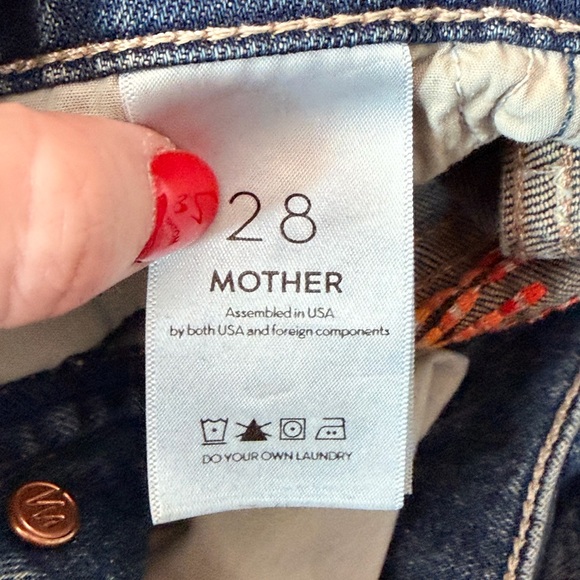 28
MOTHER
Assembled in USA
by both USA and foreign components
DO YOUR OWN LAUNDRY